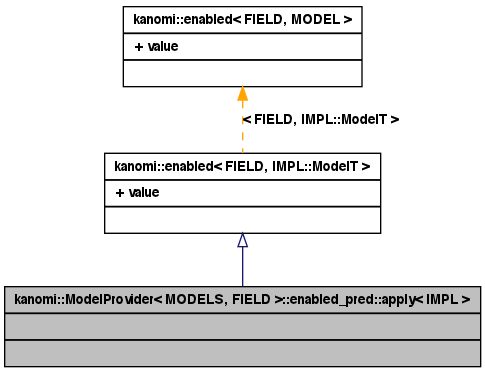 kanomi::enabled< FIELD, MODEL >
+ value
< FIELD, IMPL::ModelT >
kanomi::enabled< FIELD, IMPL::ModelT >
+ value
kanomi::ModelProvider< MODELS, FIELD >::enabled_pred::apply< IMPL >